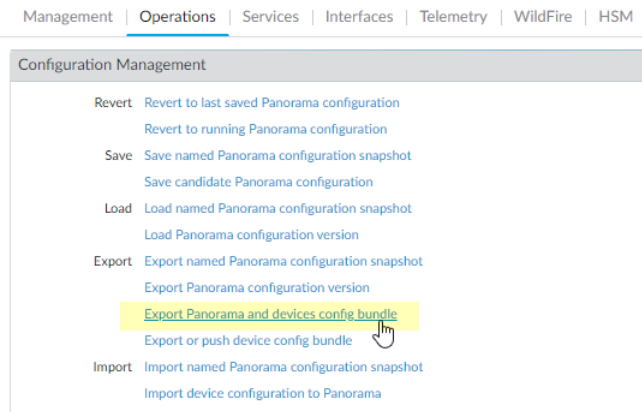 Management | Operations | Services | Interfaces | Telemetry | WildFire | HSM
Configuration Management
Revert Revert to last saved Panorama configuration
Revert to running Panorama configuration
Save Save named Panorama configuration snapshot
Save candidate Panorama configuration
Load Load named Panorama configuration snapshot
Load Panorama configuration version
Export Export named Panorama configuration snapshot
Export Panorama configuration version
Export Panorama and devices config bundle
Export or push device config bundle
Import Import named Panorama configuration snapshot
Import device configuration to Panorama